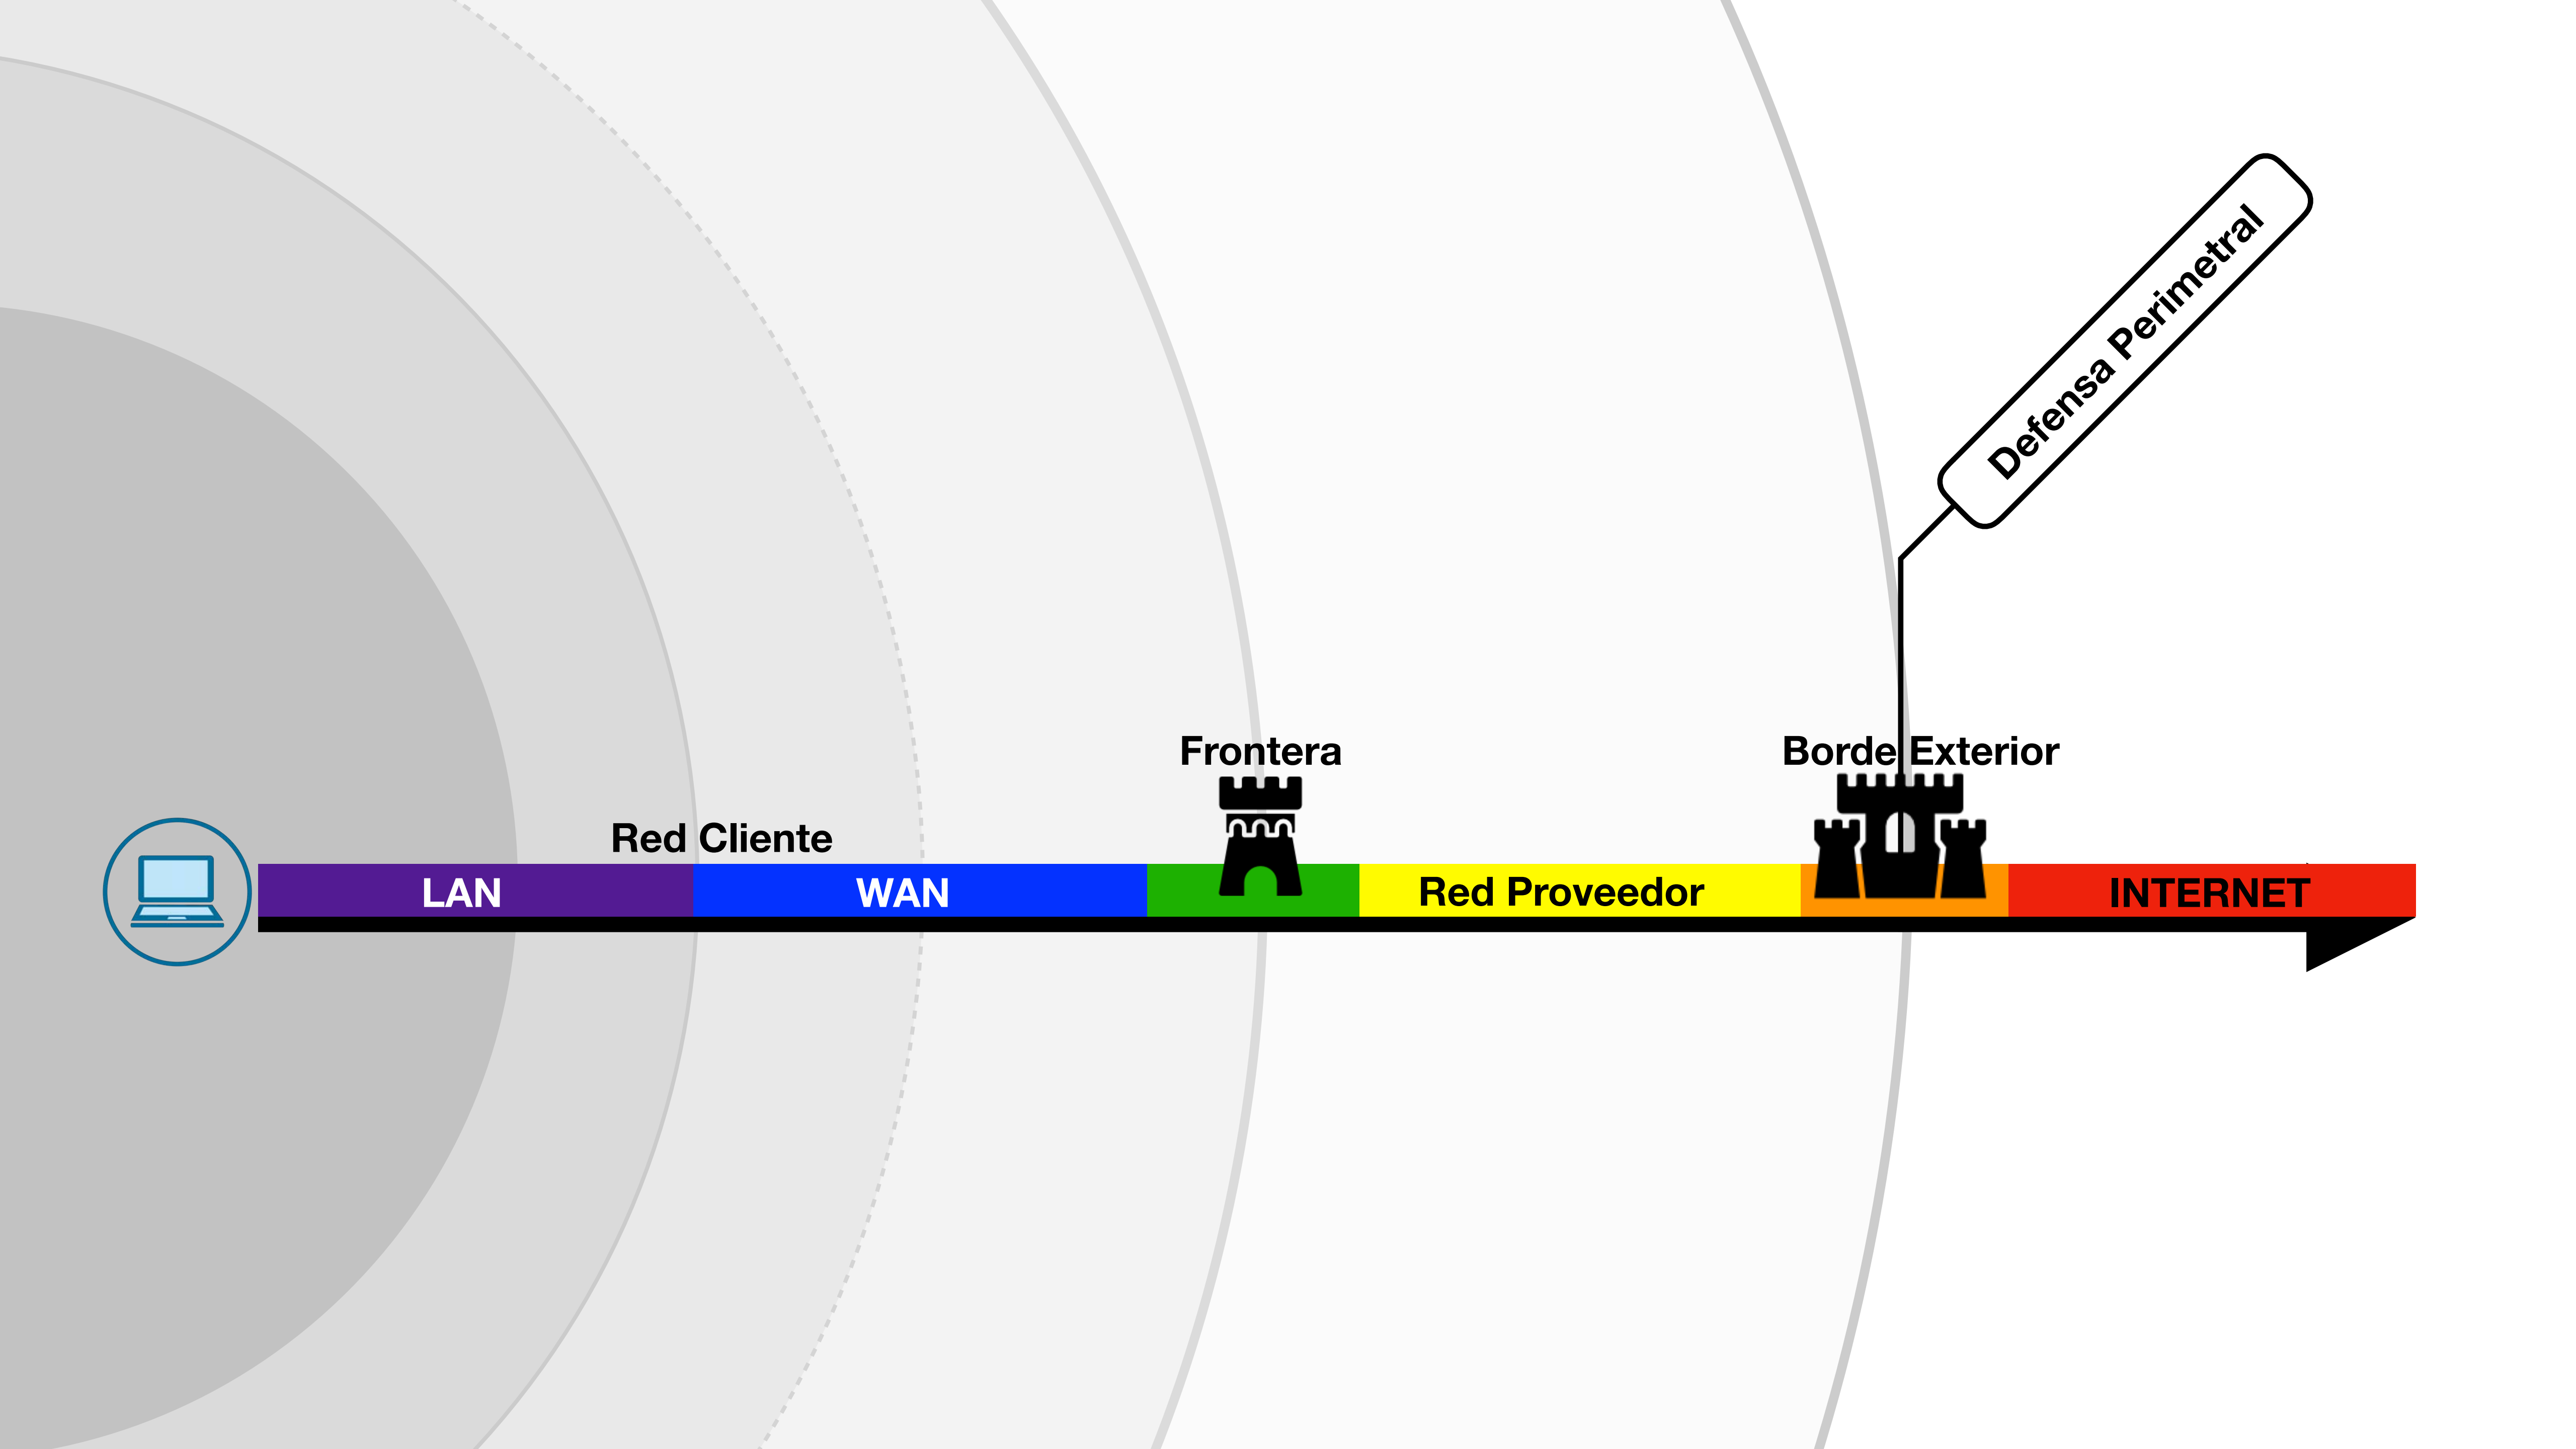 Defensa Perimetral
Frontera
Borde Exterior
Red Cliente
LAN
WAN
Red Proveedor
INTERNET